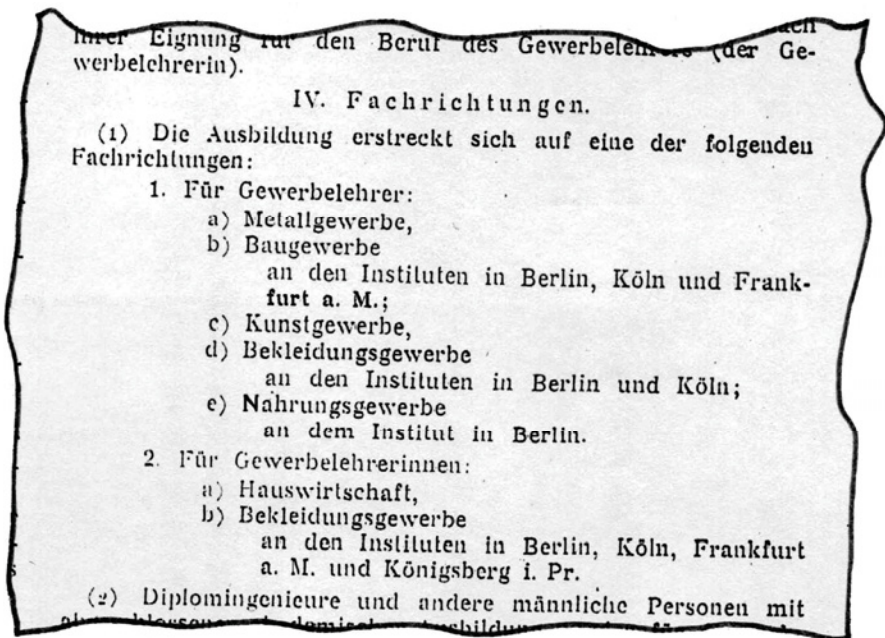 ihrer Eignung für den Beruf des Gewerbelehrers (der Ge-
werbelehrerin).
IV. Fachrichtungen.
(1) Die Ausbildung erstreckt sich auf eine der folgenden
Fachrichtungen:
1. Für Gewerbelehrer:
a) Metallgewerbe,
b) Baugewerbe
an den Instituten in Berlin, Köln und Frank-
furt a. M.;
c) Kunstgewerbe,
d) Bekleidungsgewerbe
an den Instituten in Berlin und Köln;
e) Nahrungsgewerbe
an dem Institut in Berlin.
2. Für Gewerbelehrerinnen:
a) Hauswirtschaft,
b) Bekleidungsgewerbe
an den Instituten in Berlin, Köln, Frankfurt
a. M. und Königsberg i. Pr.
(2) Diplomingenieure und andere männliche Personen mit